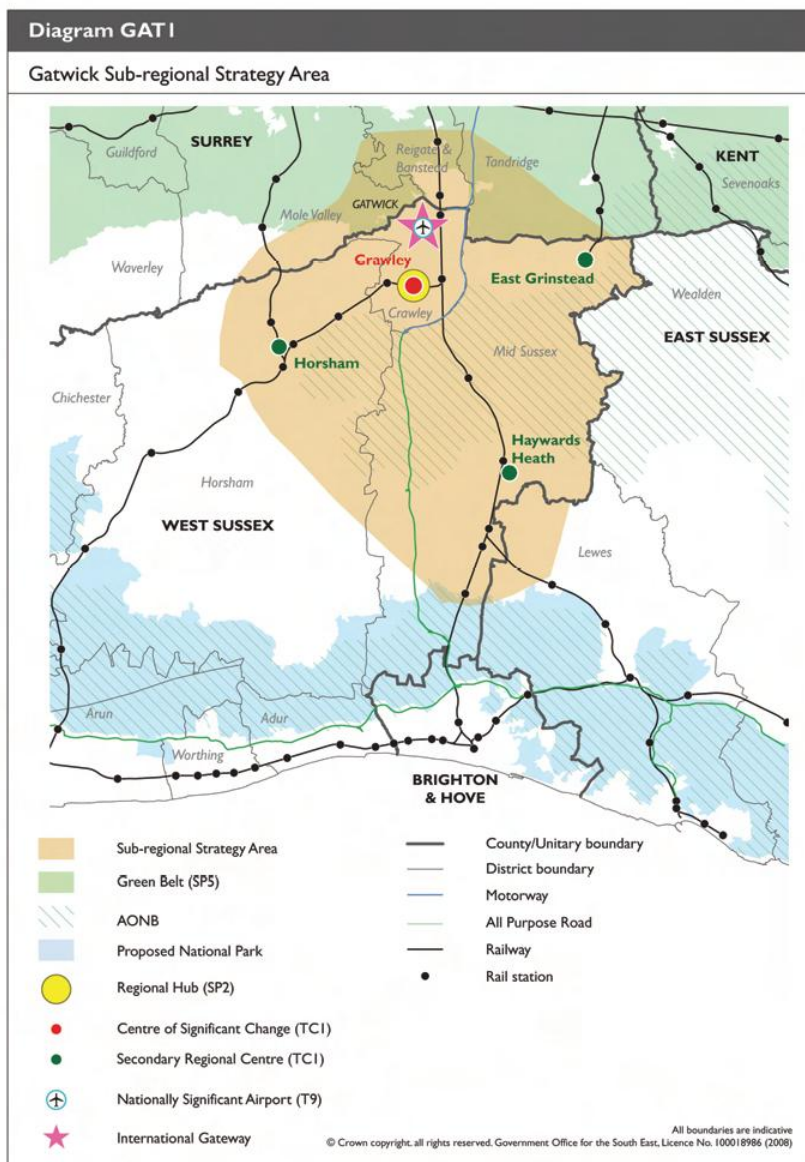 Diagram GAT1
Gatwick Sub-regional Strategy Area
Guildford
SURREY
Reigate &
Banstead
Tandridge
KENT
Sevenoaks
GATWICK
Mole Valley
Waverley
Crawley
East Grinstead
Wealden
Crawley
EAST SUSSEX
Horsham
Mid Sussex
Chichester
Haywards
Heath
Horsham
WEST SUSSEX
Lewes
Arun
Adur
Worthing
BRIGHTON
& HOVE
Sub-regional Strategy Area
Green Belt (SP5)
AONB
Proposed National Park
Regional Hub (SP2)
Centre of Significant Change (TC1)
Secondary Regional Centre (TC1)
Nationally Significant Airport (T9)
International Gateway
County/Unitary boundary
District boundary
Motorway
All Purpose Road
Railway
Rail station
All boundaries are indicative
© Crown copyright. all rights reserved. Government Office for the South East, Licence No. 100018986 (2008)